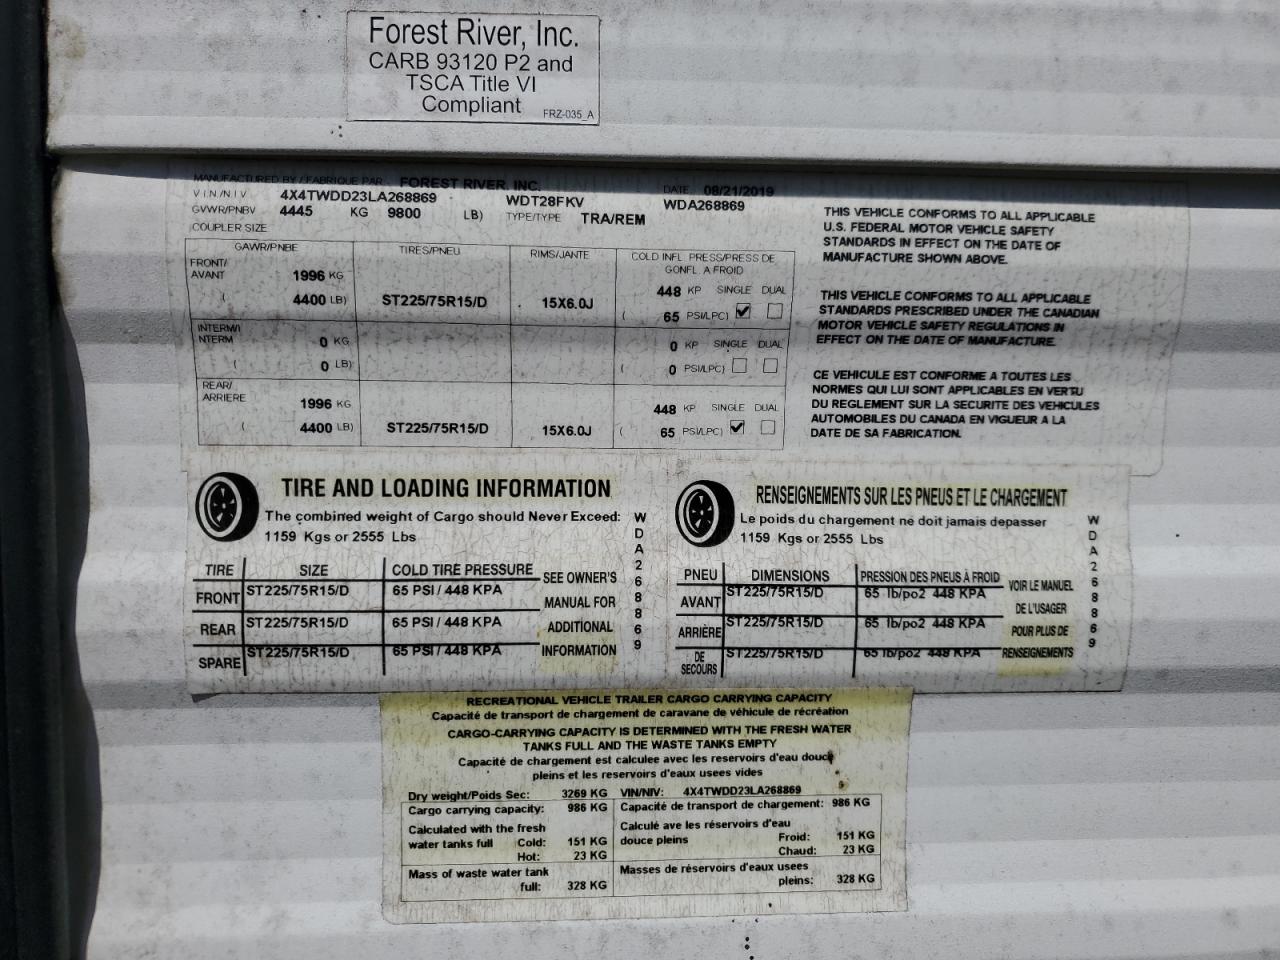 Forest River, Inc.
CARB 93120 P2 and
TSCA Title VI
Compliant
FRZ-035_A
MANUFACTURED BY / FABRIQUE PAR FOREST RIVER, INC. DATE 08/21/2019
V I N / N I V 4X4TWDD23LA268869 WDT28FKV WDA268869
GVWR/PNBV 4445 KG 9800 LB) TYPE/TYPE TRA/REM
COUPLER SIZE
GAWR/PNBE TIRES/PNEU RIMS/JANTE COLD INFL PRESS/PRESS DE
GONFL A FROID
FRONT/
AVANT 1996 KG 448 KP SINGLE DUAL
( 4400 LB) ST225/75R15/D . 15X6.0J ( 65 PSI/LPC) ✔
INTERM/I
NTERM 0 KG 0 KP SINGLE DUAL
( 0 LB) ( 0 PSI/LPC)
REAR/
ARRIERE 1996 KG 448 KP SINGLE DUAL
( 4400 LB) ST225/75R15/D 15X6.0J ( 65 PSI/LPC) ✔
THIS VEHICLE CONFORMS TO ALL APPLICABLE
U.S. FEDERAL MOTOR VEHICLE SAFETY
STANDARDS IN EFFECT ON THE DATE OF
MANUFACTURE SHOWN ABOVE.
THIS VEHICLE CONFORMS TO ALL APPLICABLE
STANDARDS PRESCRIBED UNDER THE CANADIAN
MOTOR VEHICLE SAFETY REGULATIONS IN
EFFECT ON THE DATE OF MANUFACTURE.
CE VEHICULE EST CONFORME A TOUTES LES
NORMES QUI LUI SONT APPLICABLES EN VERTU
DU REGLEMENT SUR LA SECURITE DES VEHICULES
AUTOMOBILES DU CANADA EN VIGUEUR A LA
DATE DE SA FABRICATION.
TIRE AND LOADING INFORMATION
The combined weight of Cargo should Never Exceed:
1159 Kgs or 2555 Lbs
TIRE SIZE COLD TIRE PRESSURE
FRONT ST225/75R15/D 65 PSI / 448 KPA
REAR ST225/75R15/D 65 PSI / 448 KPA
SPARE ST225/75R15/D 65 PSI / 448 KPA
SEE OWNER'S
MANUAL FOR
ADDITIONAL
INFORMATION
WDA268869
RENSEIGNEMENTS SUR LES PNEUS ET LE CHARGEMENT
Le poids du chargement ne doit jamais depasser
1159 Kgs or 2555 Lbs
PNEU DIMENSIONS PRESSION DES PNEUS À FROID
AVANT ST225/75R15/D 65 lb/po2 448 KPA
ARRIÈRE ST225/75R15/D 65 lb/po2 448 KPA
DE
SECOURS ST225/75R15/D 65 lb/po2 448 KPA
VOIR LE MANUEL
DE L'USAGER
POUR PLUS DE
RENSEIGNEMENTS
WDA268869
RECREATIONAL VEHICLE TRAILER CARGO CARRYING CAPACITY
Capacité de transport de chargement de caravane de véhicule de récréation
CARGO-CARRYING CAPACITY IS DETERMINED WITH THE FRESH WATER
TANKS FULL AND THE WASTE TANKS EMPTY
Capacité de chargement est calculee avec les reservoirs d'eau douce
pleins et les reservoirs d'eaux usees vides
Dry weight/Poids Sec: 3269 KG VIN/NIV: 4X4TWDD23LA268869
Cargo carrying capacity: 986 KG Capacité de transport de chargement: 986 KG
Calculated with the fresh
water tanks full Cold: 151 KG
Hot: 23 KG
Calculé ave les réservoirs d'eau
douce pleins Froid: 151 KG
Chaud: 23 KG
Mass of waste water tank
full: 328 KG
Masses de réservoirs d'eaux usees
pleins: 328 KG